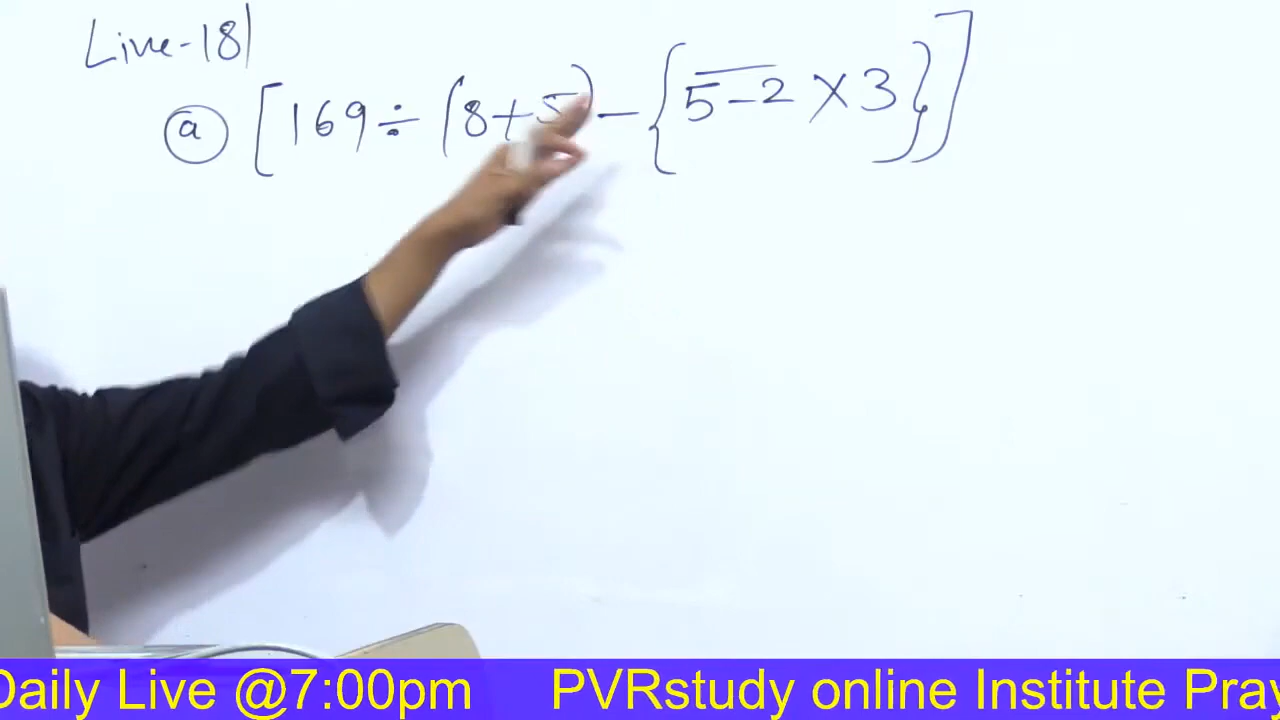 Live-181
ⓐ [169÷(8+5)-{5̅-̅2̅×3}]
Daily Live @7:00pm PVRstudy online Institute Pray